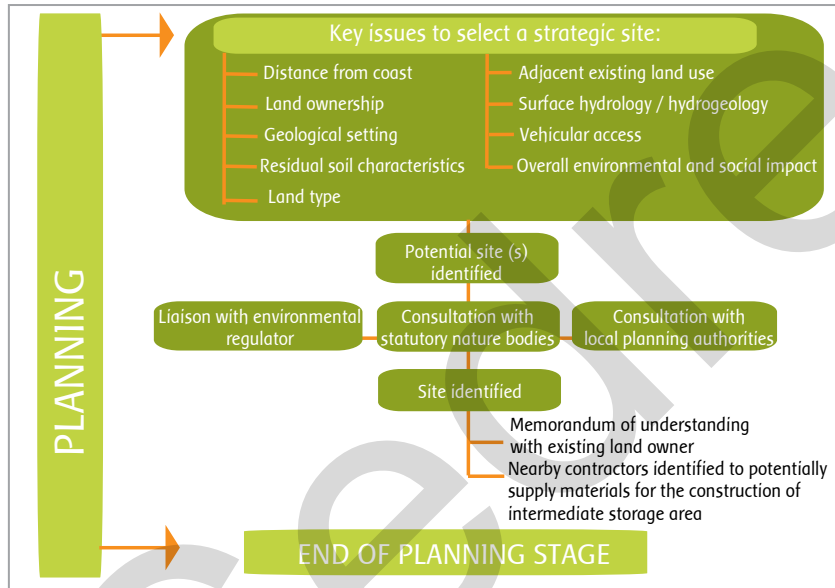 PLANNING
Key issues to select a strategic site:
Distance from coast
Land ownership
Geological setting
Residual soil characteristics
Land type
Adjacent existing land use
Surface hydrology / hydrogeology
Vehicular access
Overall environmental and social impact
Potential site (s)
identified
Liaison with environmental
regulator
Consultation with
statutory nature bodies
Consultation with
local planning authorities
Site identified
Memorandum of understanding
with existing land owner
Nearby contractors identified to potentially
supply materials for the construction of
intermediate storage area
END OF PLANNING STAGE
cedre